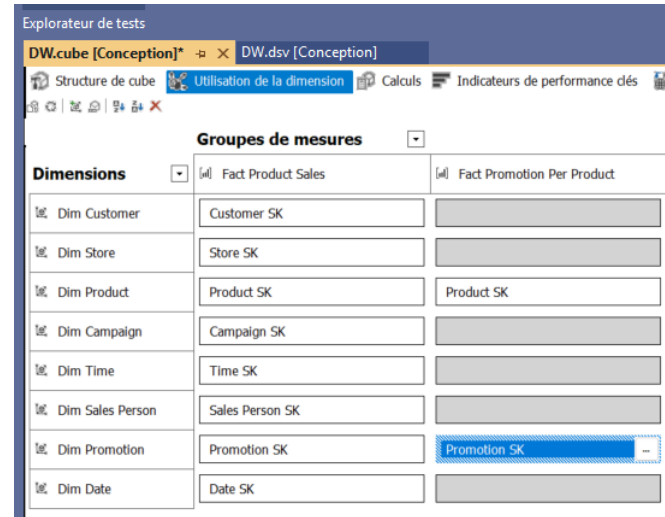 Explorateur de tests
DW.cube [Conception]* DW.dsv [Conception]
Structure de cube Utilisation de la dimension Calculs Indicateurs de performance clés
Groupes de mesures
Dimensions Fact Product Sales Fact Promotion Per Product
Dim Customer Customer SK
Dim Store Store SK
Dim Product Product SK Product SK
Dim Campaign Campaign SK
Dim Time Time SK
Dim Sales Person Sales Person SK
Dim Promotion Promotion SK Promotion SK ...
Dim Date Date SK